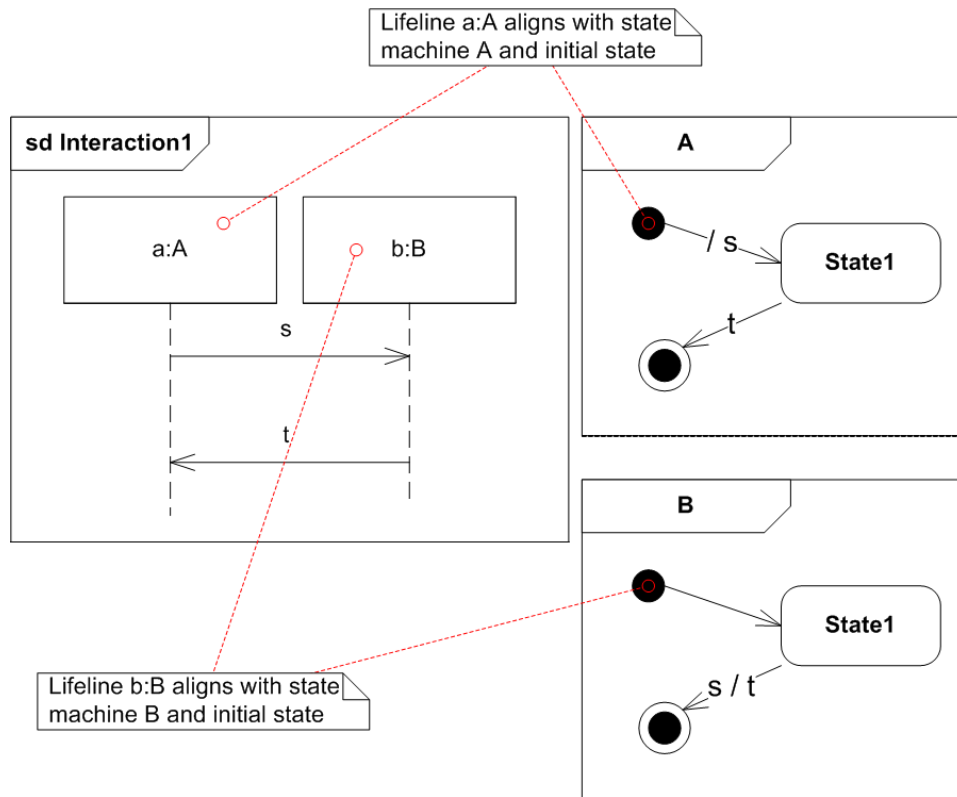 Lifeline a:A aligns with state
machine A and initial state
sd Interaction1
a:A
b:B
s
t
A
/ s
State1
t
B
State1
s / t
Lifeline b:B aligns with state
machine B and initial state